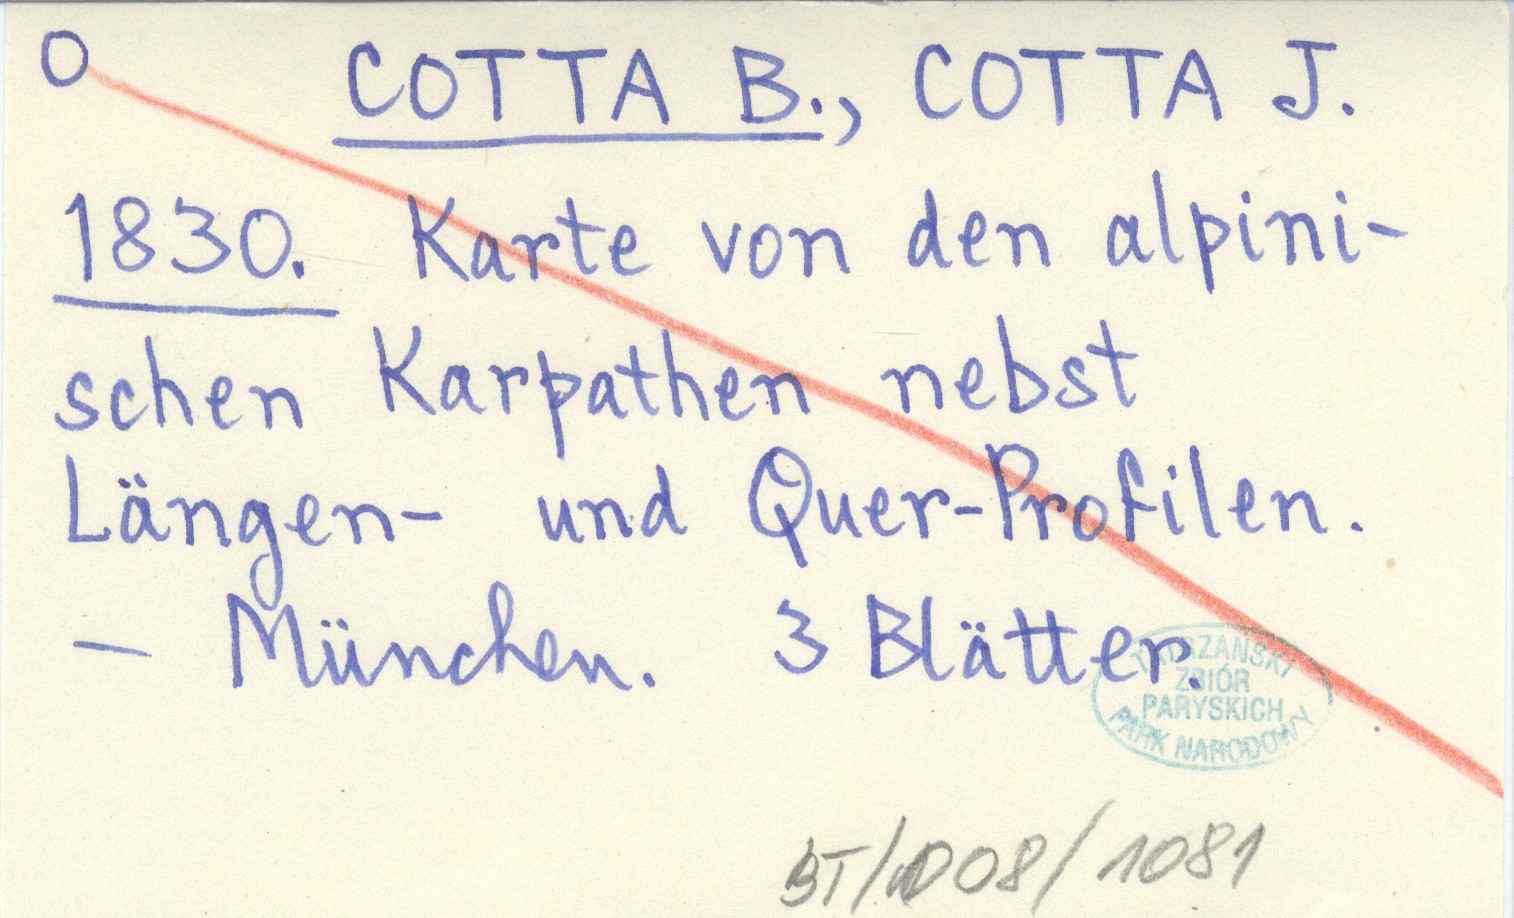 O COTTA B., COTTA J.
1830. Karte von den alpini-
schen Karpathen nebst
Längen- und Quer-Profilen.
- München. 3 Blätter.
TATRZAŃSKI
ZBIÓR
PARYSKICH
PARK NARODOWY
008/1081